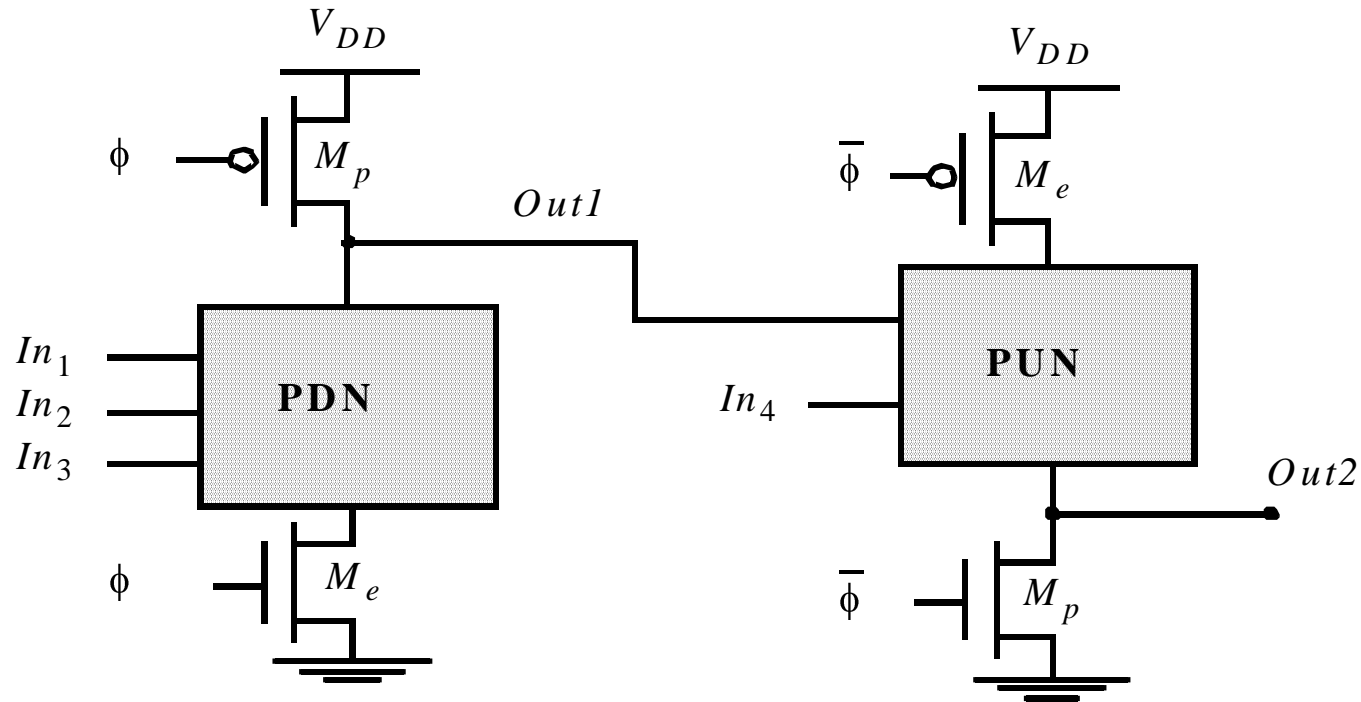 V_DD
V_DD
ϕ
M_p
ϕ̅
M_e
Out1
In_1
In_2
In_3
PDN
PUN
In_4
Out2
ϕ
M_e
ϕ̅
M_p